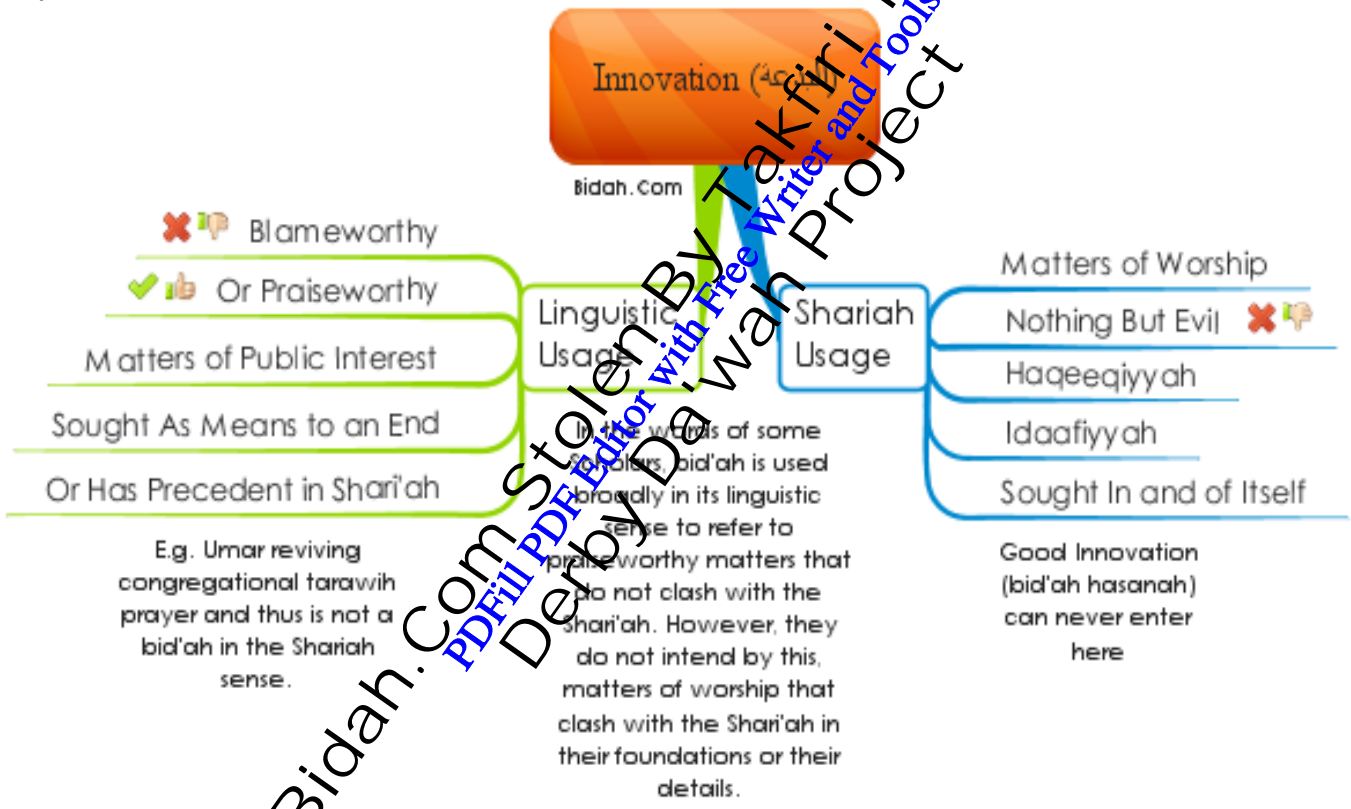 Innovation (البدعة)
Bidah.Com
Blameworthy
Or Praiseworthy
Matters of Public Interest
Sought As Means to an End
Or Has Precedent in Shari'ah
E.g. Umar reviving
congregational tarawih
prayer and thus is not a
bid'ah in the Shariah
sense.
Linguistic
Usage
In the words of some
Scholars, bid'ah is used
broadly in its linguistic
sense to refer to
praiseworthy matters that
do not clash with the
Shari'ah. However, they
do not intend by this,
matters of worship that
clash with the Shari'ah in
their foundations or their
details.
Shariah
Usage
Matters of Worship
Nothing But Evil
Haqeeqiyyah
Idaafiyyah
Sought In and of Itself
Good Innovation
(bid'ah hasanah)
can never enter
here
Bidah.Com Stolen By Takfiri
PDFill PDF Editor with Free Writer and Tools
Derby Da'wah Project